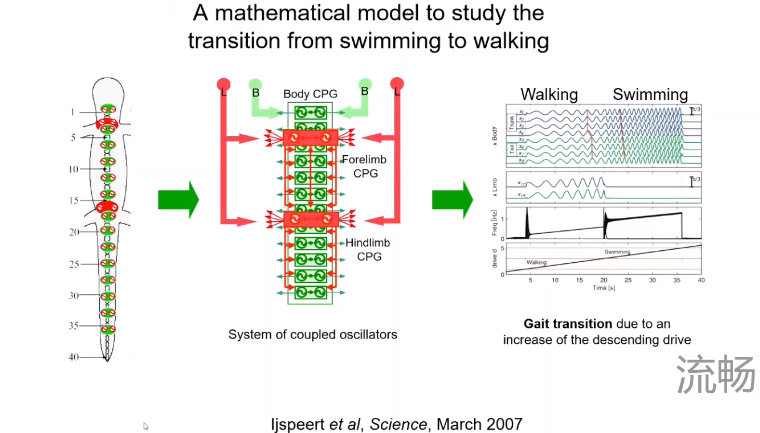 A mathematical model to study the
transition from swimming to walking
1
5
10
15
20
25
30
35
40
L
B
Body CPG
B
L
Forelimb
CPG
Hindlimb
CPG
System of coupled oscillators
Walking Swimming
x Body
Trunk
Tail
x Limb
Freq [Hz]
1
0
drive d
5
0
Walking
Swimming
5 10 15 20 25 30 35 40
Time [s]
Gait transition due to an
increase of the descending drive
流畅
Ijspeert et al, Science, March 2007